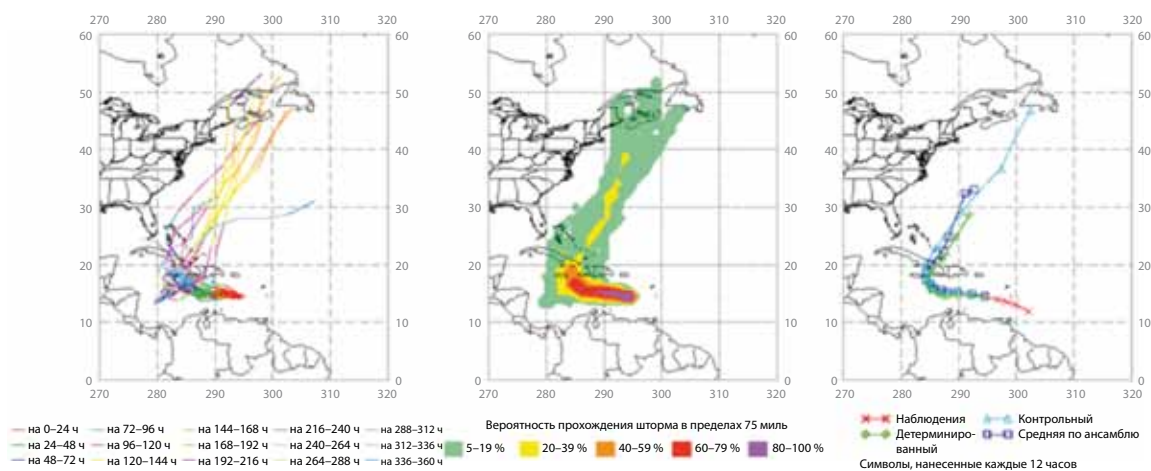 270 280 290 300 310 320
60 60
50 50
40 40
30 30
20 20
10 10
0 0
270 280 290 300 310 320
на 0–24 ч на 72–96 ч на 144–168 ч на 216–240 ч на 288–312 ч
на 24–48 ч на 96–120 ч на 168–192 ч на 240–264 ч на 312–336 ч
на 48–72 ч на 120–144 ч на 192–216 ч на 264–288 ч на 336–360 ч
270 280 290 300 310 320
60 60
50 50
40 40
30 30
20 20
10 10
0 0
270 280 290 300 310 320
Вероятность прохождения шторма в пределах 75 миль
5–19 % 20–39 % 40–59 % 60–79 % 80–100 %
270 280 290 300 310 320
60 60
50 50
40 40
30 30
20 20
10 10
0 0
270 280 290 300 310 320
Наблюдения Контрольный
Детерминиро- Средняя по ансамблю
ванный
Символы, нанесенные каждые 12 часов